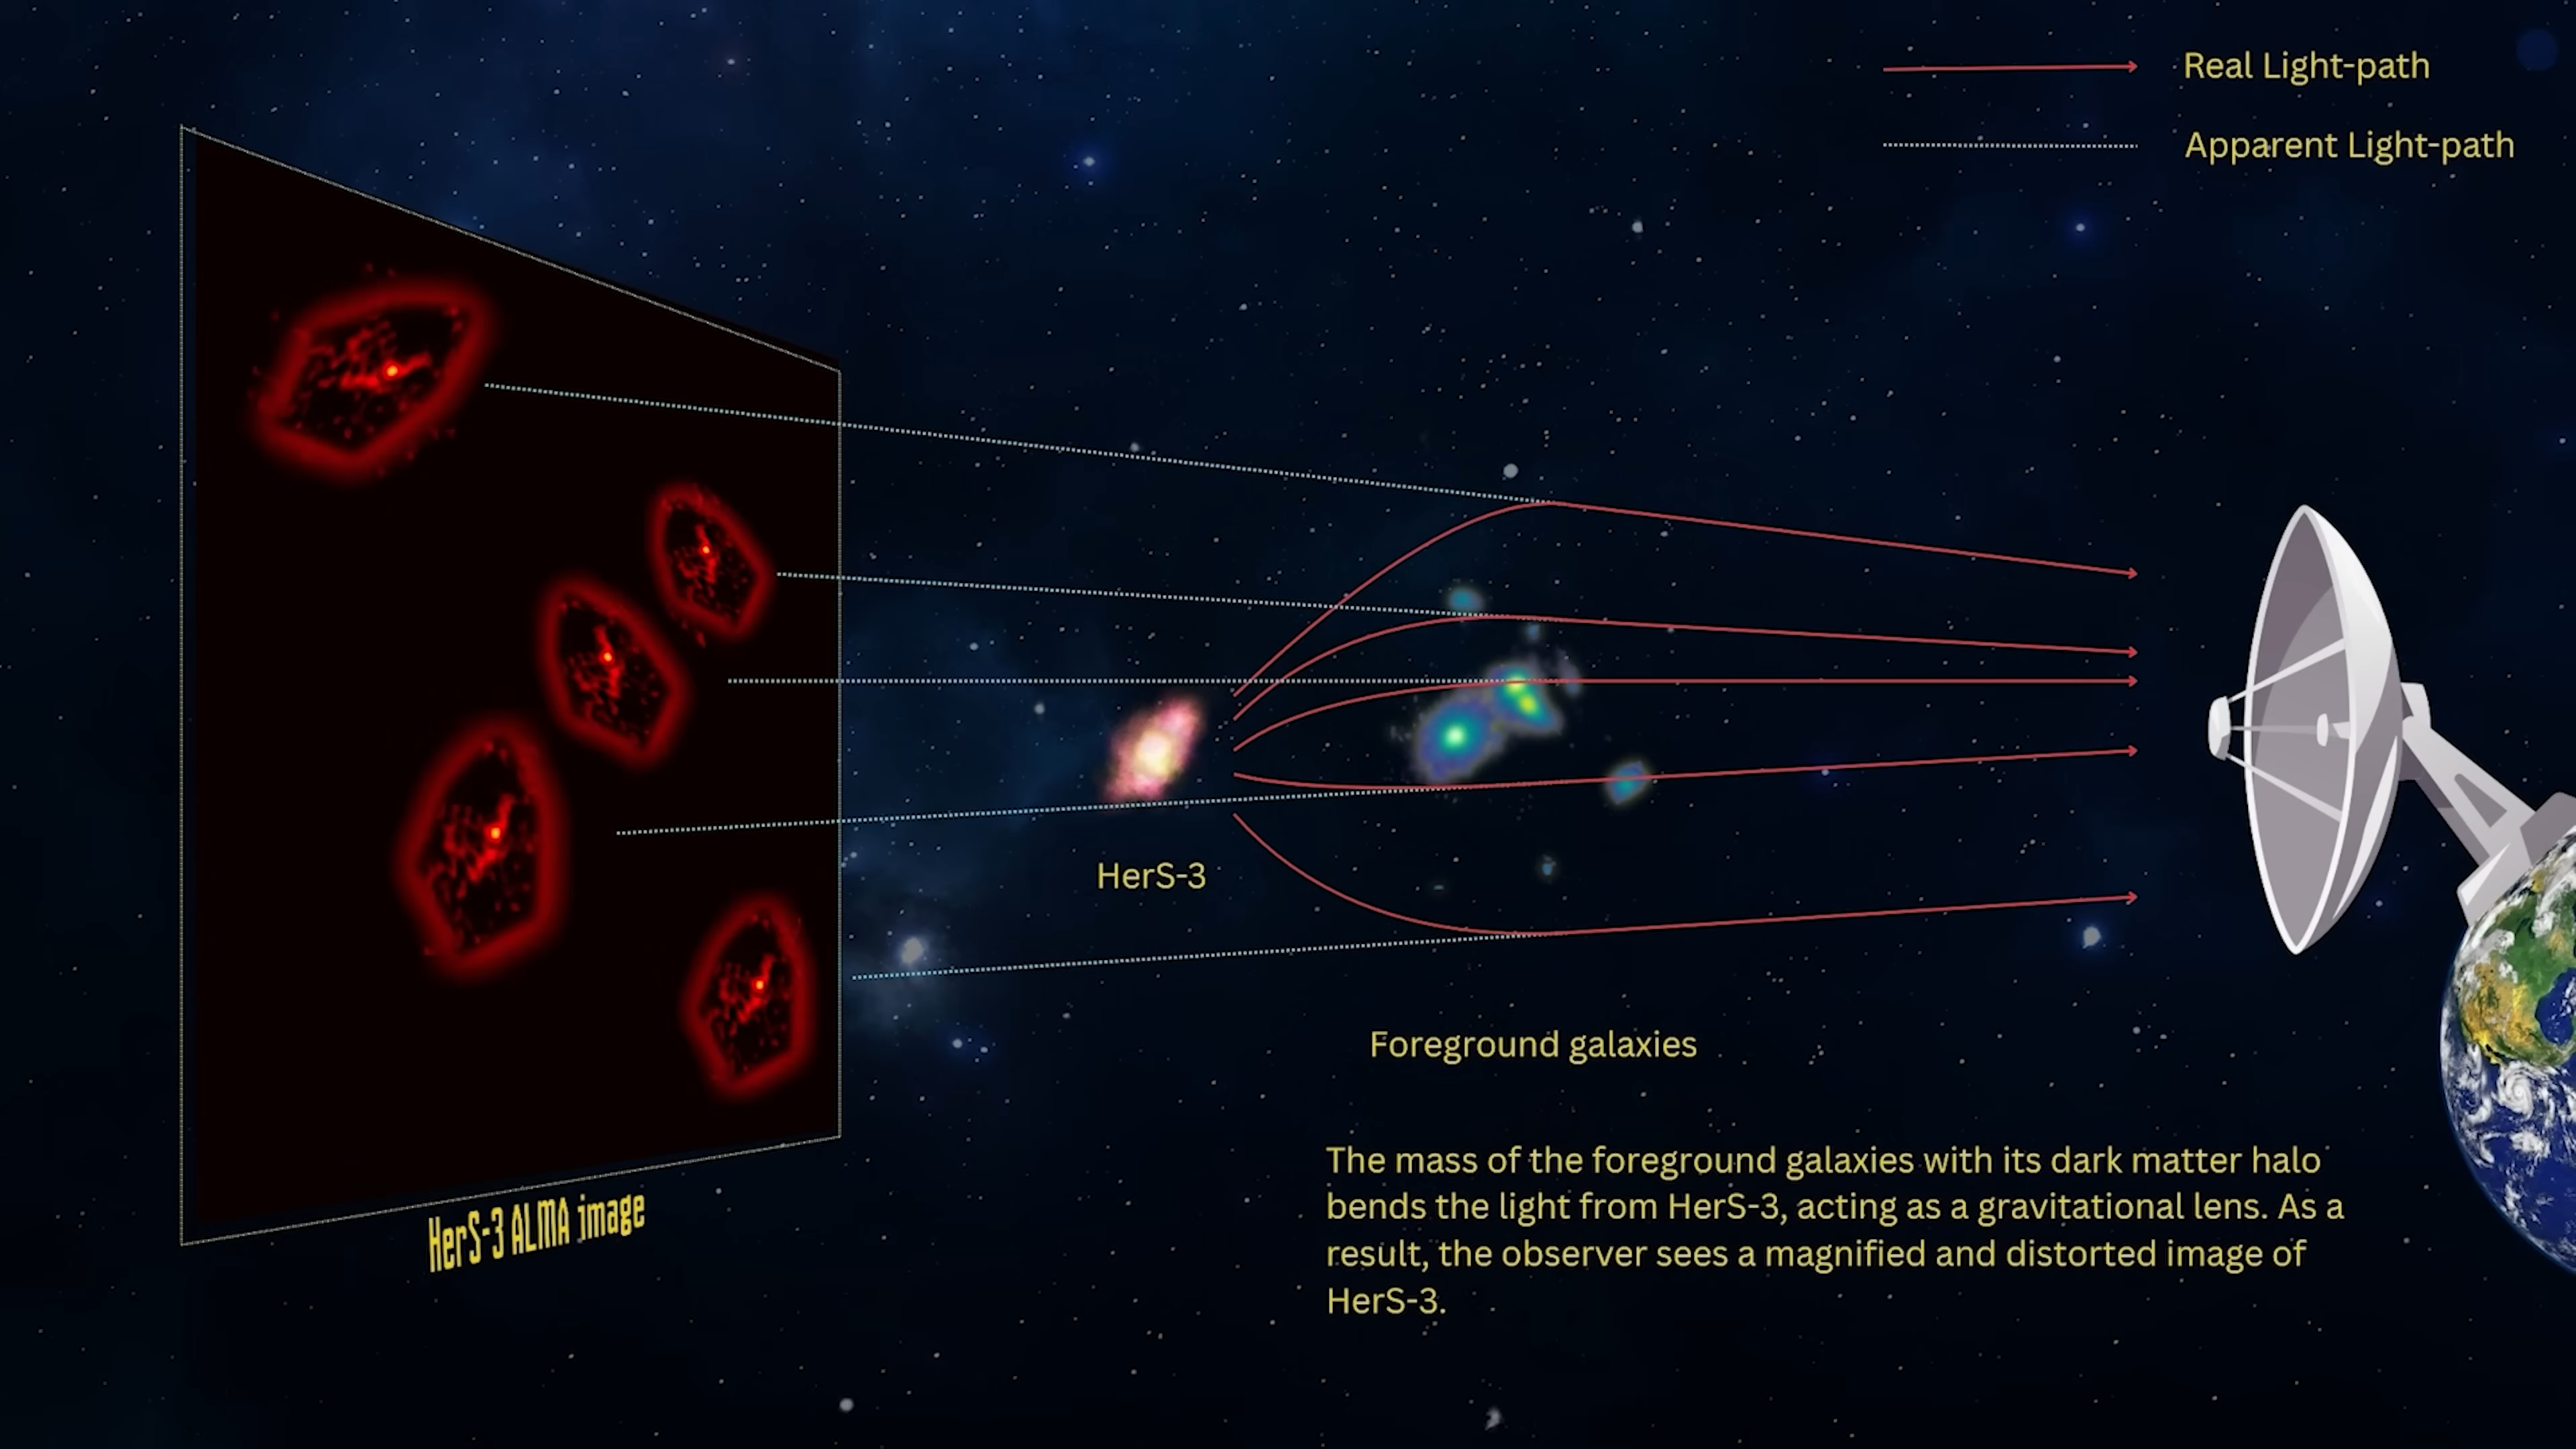 Real Light-path
Apparent Light-path
HerS-3
Foreground galaxies
The mass of the foreground galaxies with its dark matter halo
bends the light from HerS-3, acting as a gravitational lens. As a
result, the observer sees a magnified and distorted image of
HerS-3.
HerS-3 ALMA image